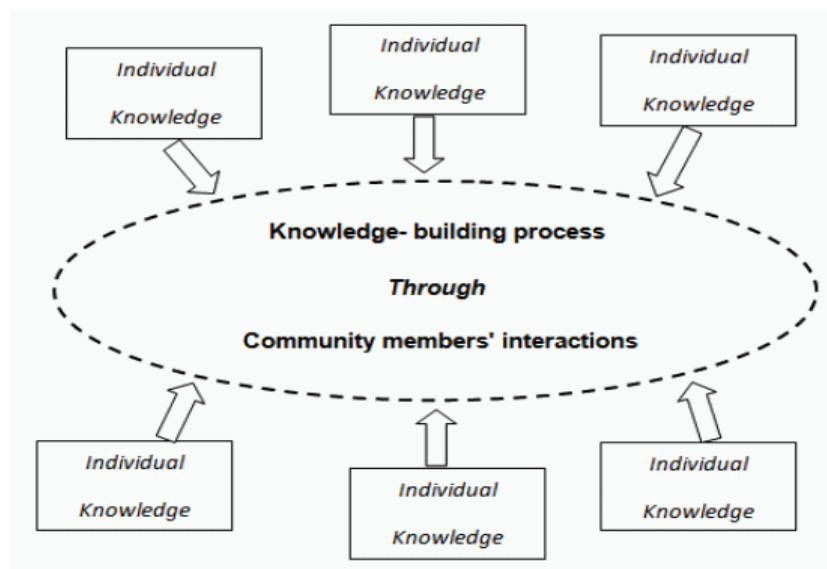 Individual
Knowledge
Individual
Knowledge
Individual
Knowledge
Knowledge- building process
Through
Community members' interactions
Individual
Knowledge
Individual
Knowledge
Individual
Knowledge